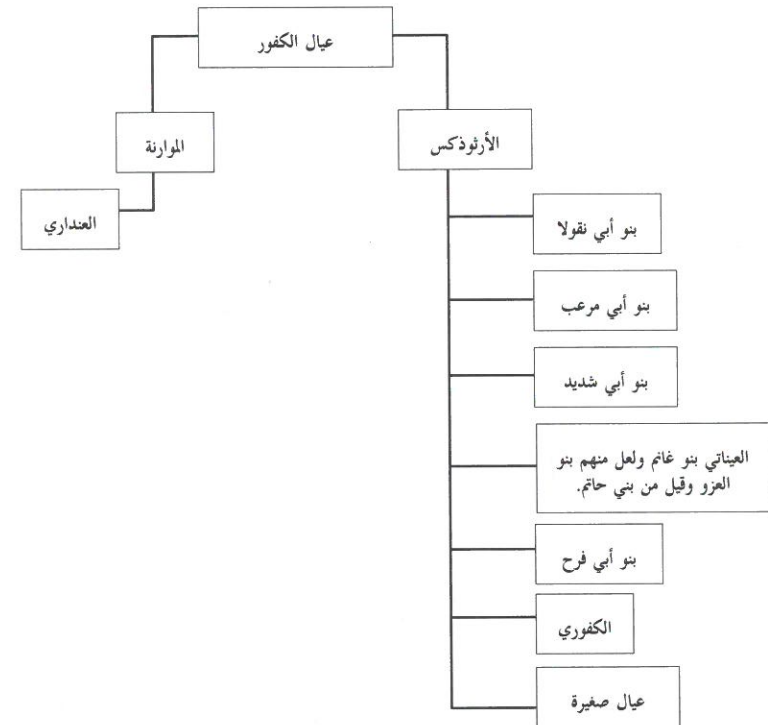 عيال الكفور
الأرثوذكس
الموارنة
العنداري
بنو أبي نقولا
بنو أبي مرعب
بنو أبي شديد
العيناتي بنو غانم ولعل منهم بنو
العزو وقيل من بني حاتم.
بنو أبي فرح
الكفوري
عيال صغيرة